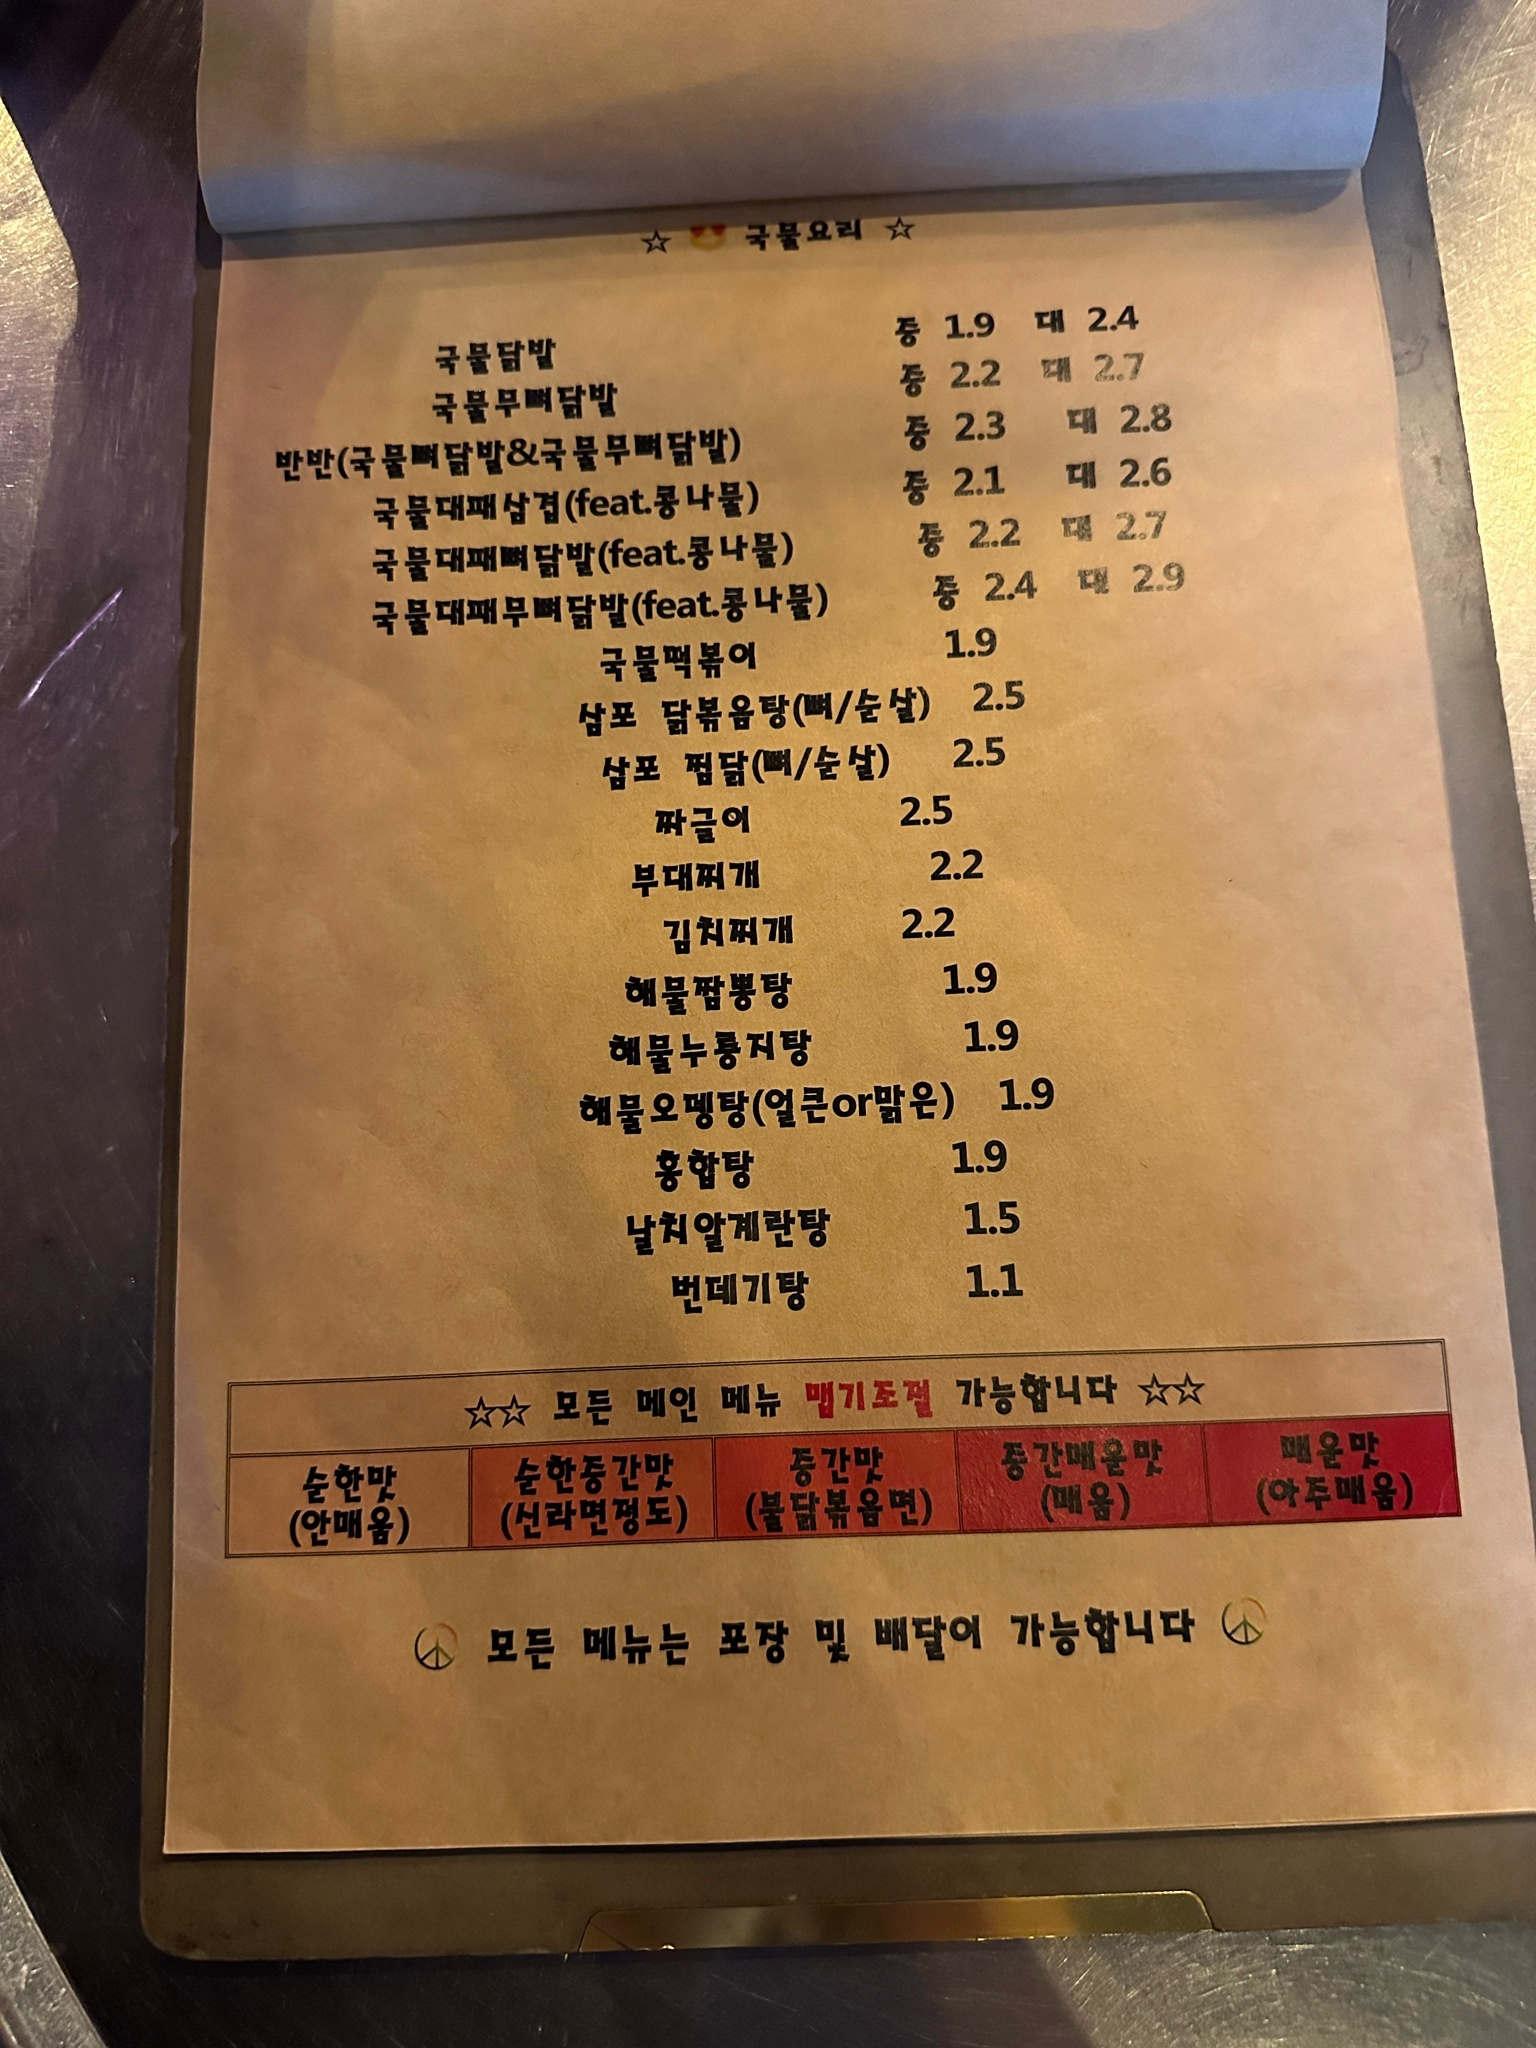 ☆ 😍 국물요리 ☆
국물닭발 중 1.9 대 2.4
국물무뼈닭발 중 2.2 대 2.7
반반(국물뼈닭발&국물무뼈닭발) 중 2.3 대 2.8
국물대패삼겹(feat.콩나물) 중 2.1 대 2.6
국물대패뼈닭발(feat.콩나물) 중 2.2 대 2.7
국물대패무뼈닭발(feat.콩나물) 중 2.4 대 2.9
국물떡볶이 1.9
삼포 닭볶음탕(뼈/순살) 2.5
삼포 찜닭(뼈/순살) 2.5
짜글이 2.5
부대찌개 2.2
김치찌개 2.2
해물짬뽕탕 1.9
해물누룽지탕 1.9
해물오뎅탕(얼큰or맑은) 1.9
홍합탕 1.9
날치알계란탕 1.5
번데기탕 1.1
☆☆ 모든 메인 메뉴 맵기조절 가능합니다 ☆☆
순한맛 순한중간맛 중간맛 중간매운맛 매운맛
(안매움) (신라면정도) (불닭볶음면) (매움) (아주매움)
☮ 모든 메뉴는 포장 및 배달이 가능합니다 ☮